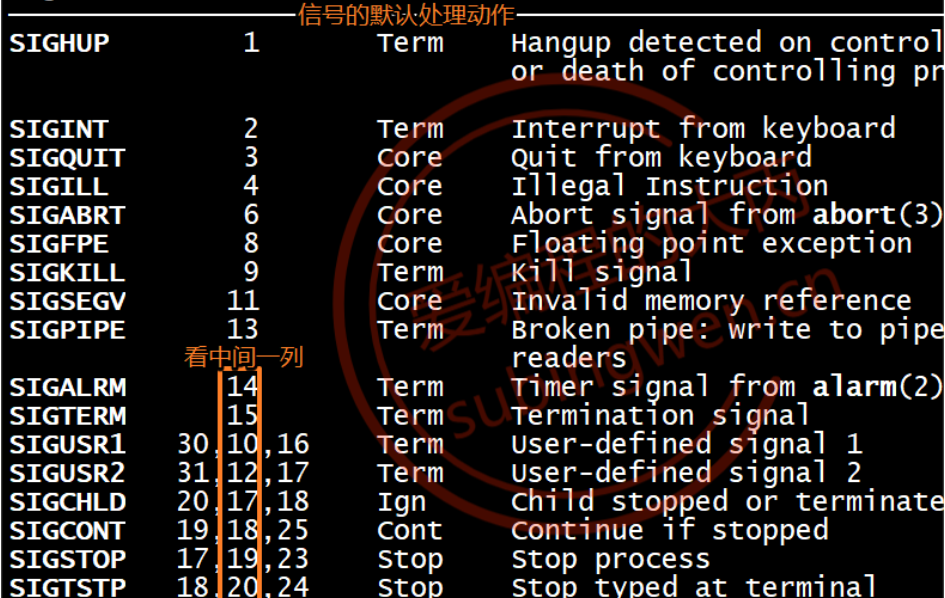 信号的默认处理动作
SIGHUP 1 Term Hangup detected on control
or death of controlling pr
SIGINT 2 Term Interrupt from keyboard
SIGQUIT 3 Core Quit from keyboard
SIGILL 4 Core Illegal Instruction
SIGABRT 6 Core Abort signal from abort(3)
SIGFPE 8 Core Floating point exception
SIGKILL 9 Term Kill signal
SIGSEGV 11 Core Invalid memory reference
SIGPIPE 13 Term Broken pipe: write to pipe
readers
看中间一列
SIGALRM 14 Term Timer signal from alarm(2)
SIGTERM 15 Term Termination signal
SIGUSR1 30,10,16 Term User-defined signal 1
SIGUSR2 31,12,17 Term User-defined signal 2
SIGCHLD 20,17,18 Ign Child stopped or terminate
SIGCONT 19,18,25 Cont Continue if stopped
SIGSTOP 17,19,23 Stop Stop process
SIGTSTP 18,20,24 Stop Stop typed at terminal
爱编程的大丙
subingwen.cn